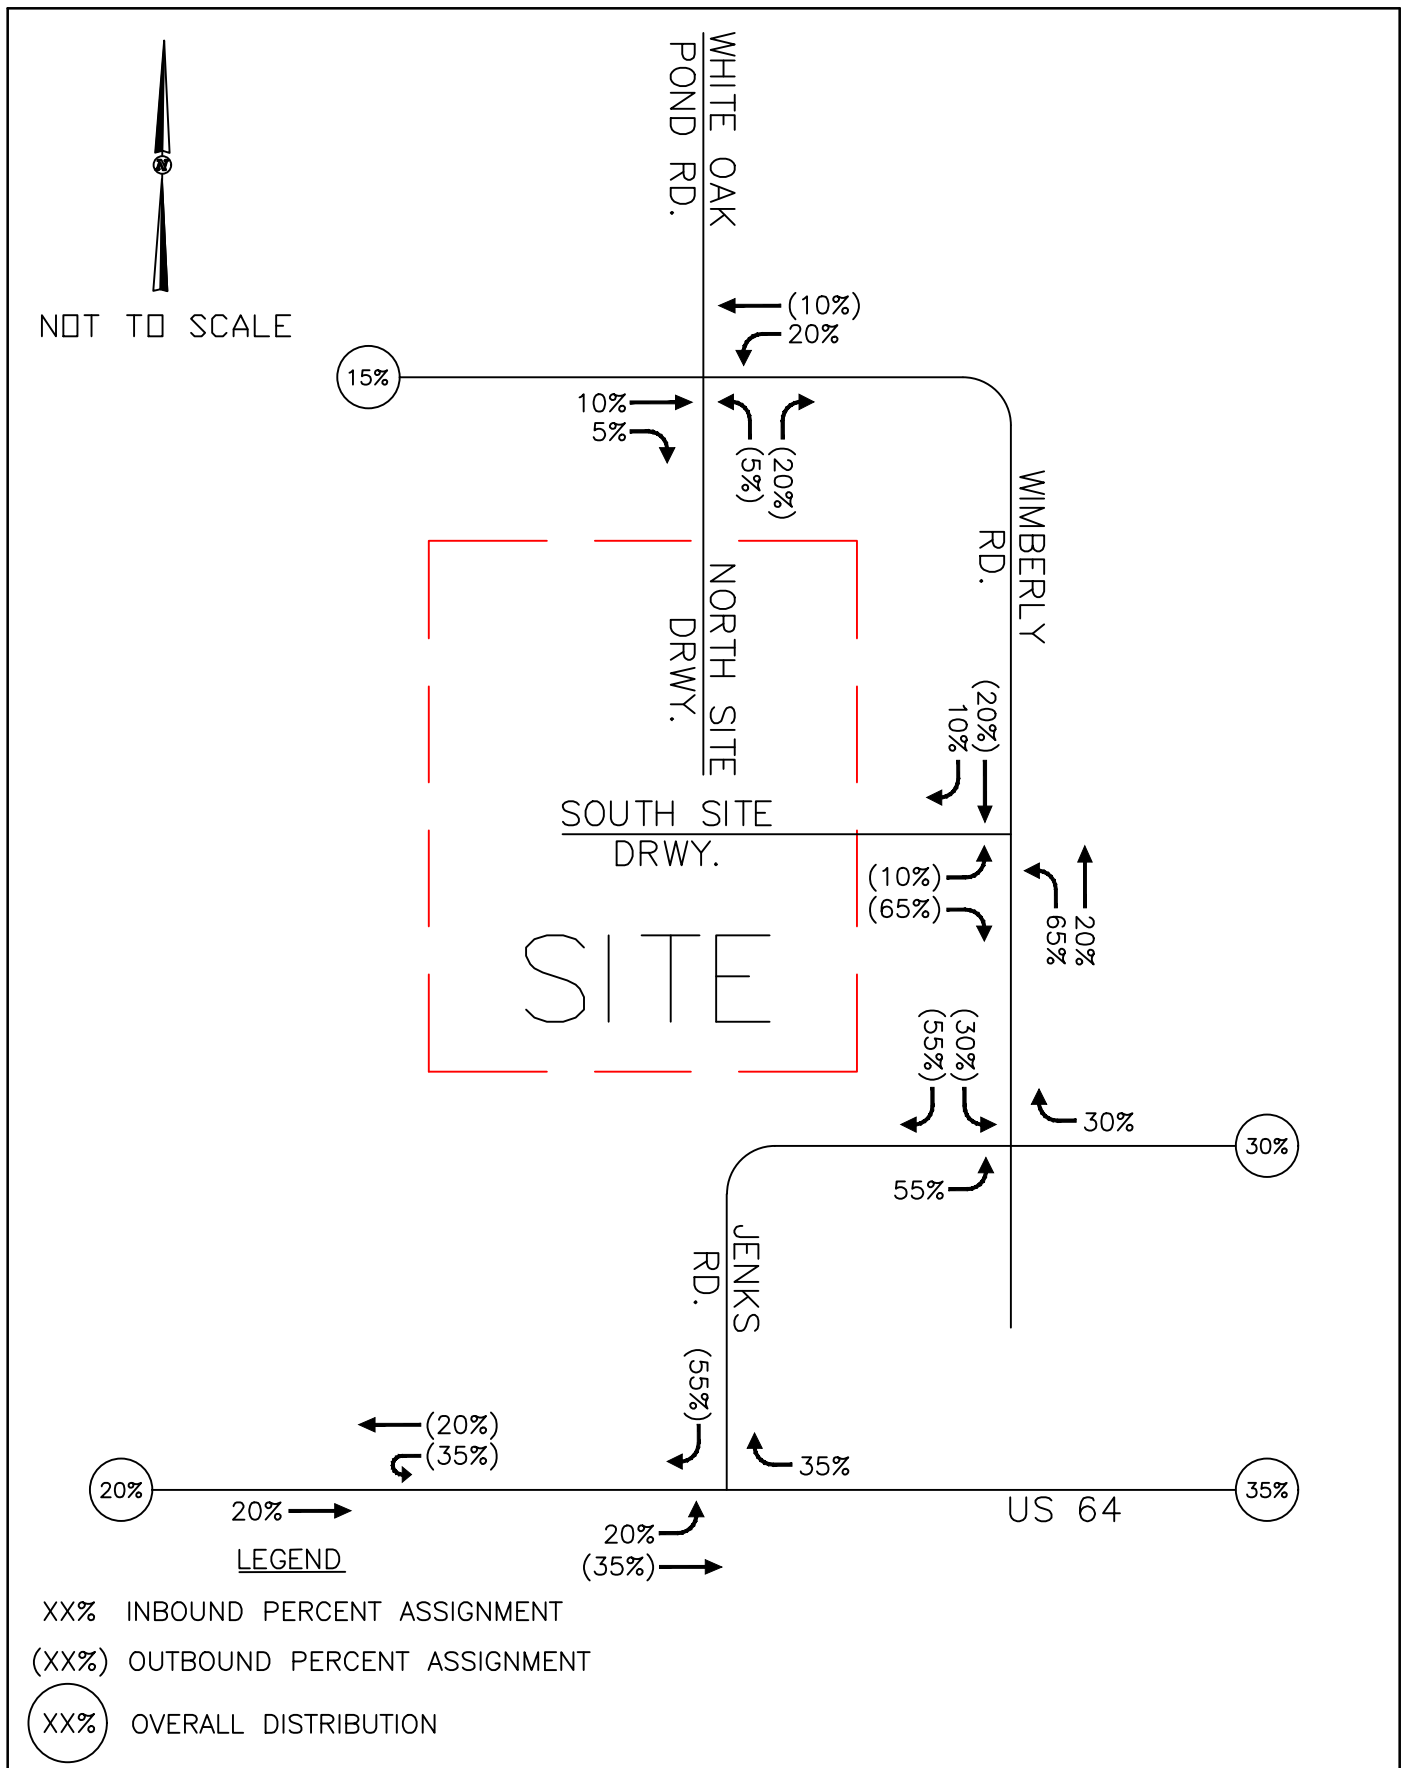 WHITE OAK
POND RD.
N
NOT TO SCALE
(10%)
20%
15%
10%
5%
(5%)
(20%)
WIMBERLY
RD.
NORTH SITE
DRWY.
(20%)
10%
SOUTH SITE
DRWY.
(10%)
(65%)
65%
20%
SITE
(55%)
(30%)
30%
30%
55%
JENKS
RD.
(55%)
(20%)
(35%)
35%
20%
35%
20%
US 64
20%
(35%)
LEGEND
XX% INBOUND PERCENT ASSIGNMENT
(XX%) OUTBOUND PERCENT ASSIGNMENT
XX% OVERALL DISTRIBUTION